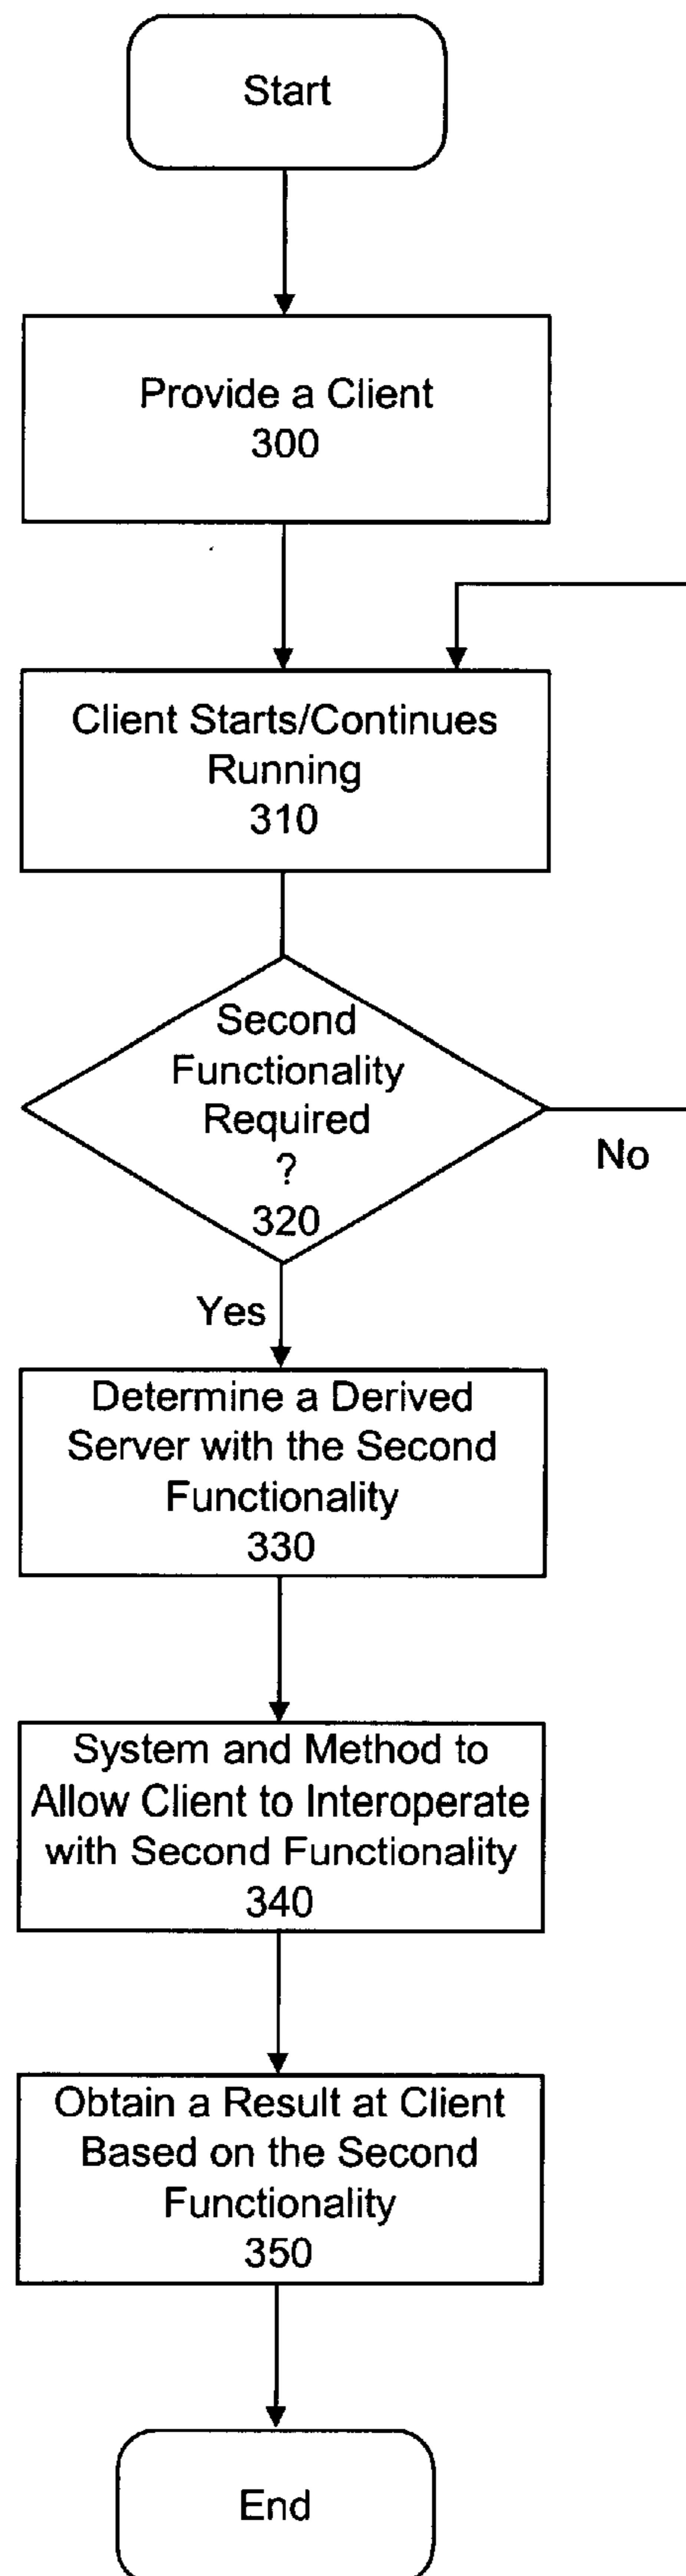 Start
Provide a Client
300
Client Starts/Continues
Running
310
Second
Functionality
Required
?
320
No
Yes
Determine a Derived
Server with the Second
Functionality
330
System and Method to
Allow Client to Interoperate
with Second Functionality
340
Obtain a Result at Client
Based on the Second
Functionality
350
End